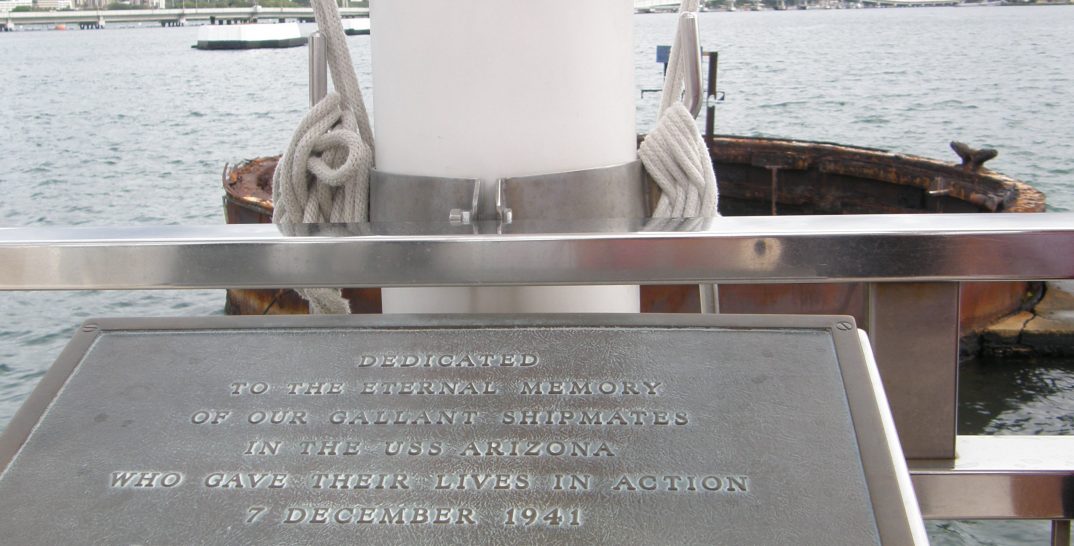 DEDICATED
TO THE ETERNAL MEMORY
OF OUR GALLANT SHIPMATES
IN THE USS ARIZONA
WHO GAVE THEIR LIVES IN ACTION
7 DECEMBER 1941